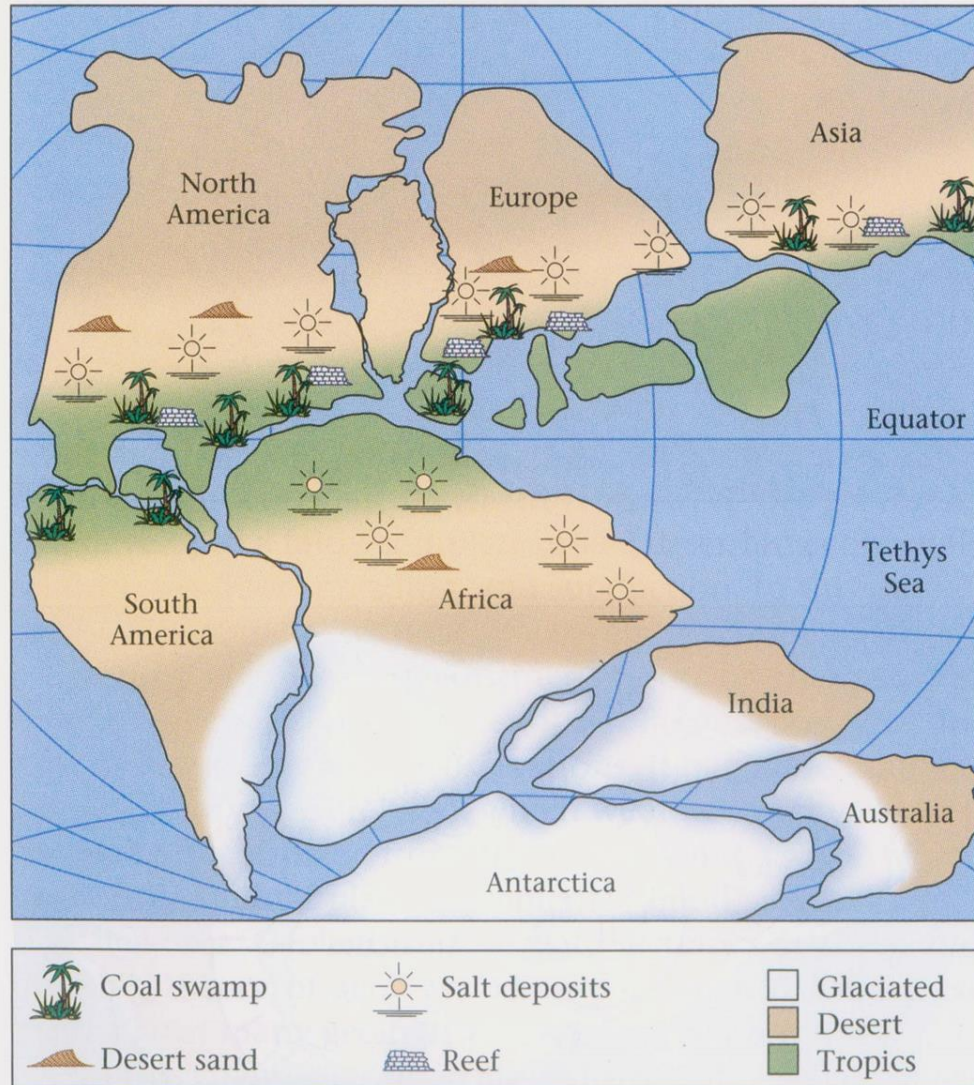 North
America
Europe
Asia
Equator
Tethys
Sea
South
America
Africa
India
Australia
Antarctica
Coal swamp
Salt deposits
Glaciated
Desert
Desert sand
Reef
Tropics